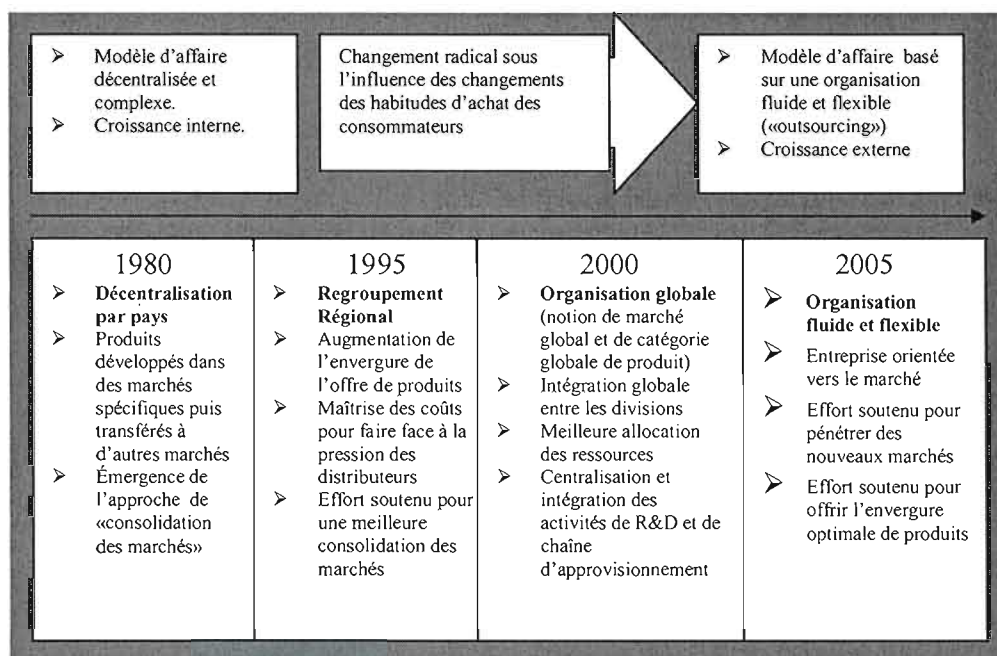 ➢ Modèle d'affaire
décentralisée et
complexe.
➢ Croissance interne.
Changement radical sous
l'influence des changements
des habitudes d'achat des
consommateurs
➢ Modèle d'affaire basé
sur une organisation
fluide et flexible
(«outsourcing»)
➢ Croissance externe
1980
➢ Décentralisation
par pays
➢ Produits
développés dans
des marchés
spécifiques puis
transférés à
d'autres marchés
➢ Émergence de
l'approche de
«consolidation
des marchés»
1995
➢ Regroupement
Régional
➢ Augmentation de
l'envergure de
l'offre de produits
➢ Maîtrise des coûts
pour faire face à la
pression des
distributeurs
➢ Effort soutenu pour
une meilleure
consolidation des
marchés
2000
➢ Organisation globale
(notion de marché
global et de catégorie
globale de produit)
➢ Intégration globale
entre les divisions
➢ Meilleure allocation
des ressources
➢ Centralisation et
intégration des
activités de R&D et de
chaîne
d'approvisionnement
2005
➢ Organisation
fluide et flexible
➢ Entreprise orientée
vers le marché
➢ Effort soutenu pour
pénétrer des
nouveaux marchés
➢ Effort soutenu pour
offrir l'envergure
optimale de produits